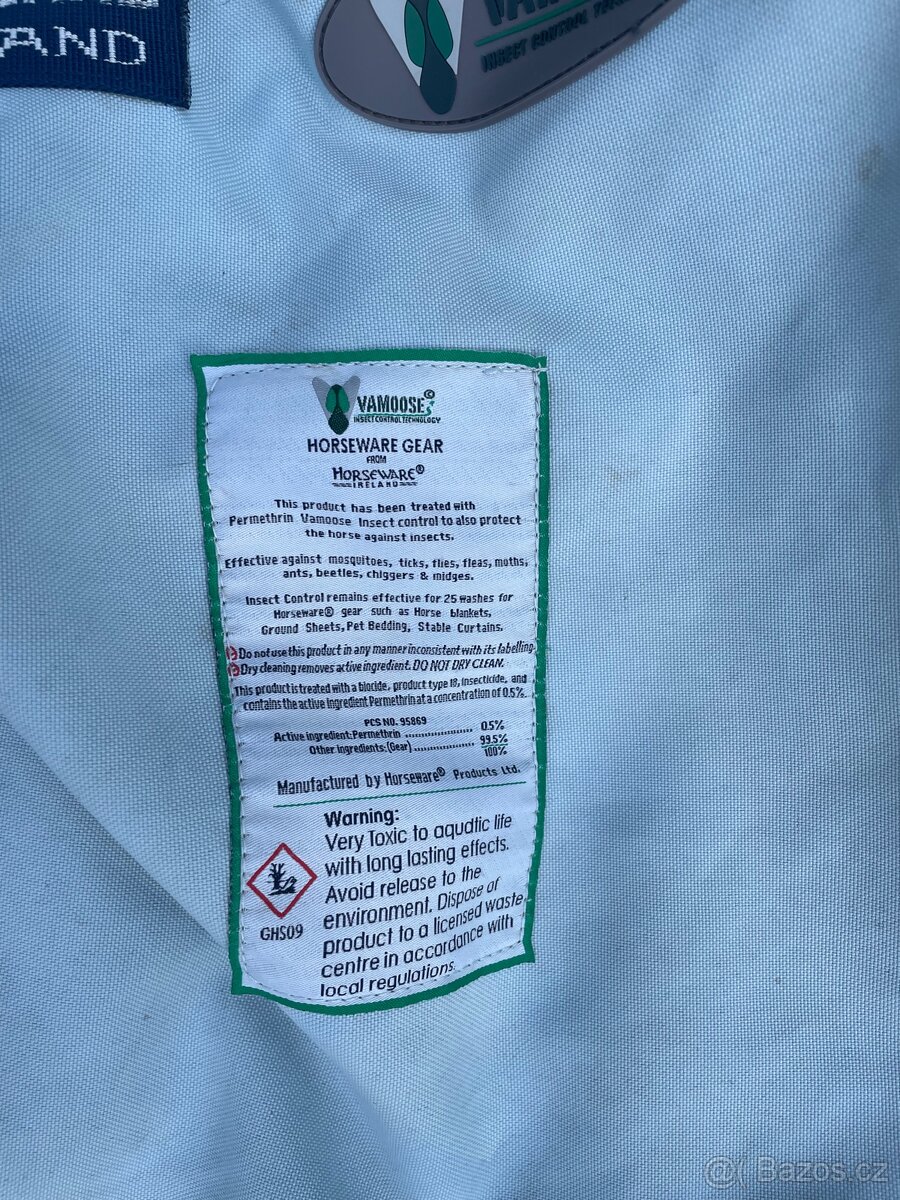 AND
INSECT CONTROL
VAMOOSE
INSECT CONTROL TECHNOLOGY
HORSEWARE GEAR
FROM
HORSEWARE®
IRELAND
This product has been treated with
Permethrin Vamoose Insect control to also protect
the horse against insects.
Effective against mosquitoes, ticks, flies, fleas, moths,
ants, beetles, chiggers & midges.
Insect Control remains effective for 25 washes for
Horseware® gear such as Horse blankets,
Ground Sheets, Pet Bedding, Stable Curtains.
Do not use this product in any manner inconsistent with its labelling
Dry cleaning removes active ingredient. DO NOT DRY CLEAN.
This product is treated with a biocide, product type 18, insecticide, and
contains the active ingredient Permethrin at a concentration of 0.5%.
PCS NO. 95869
Active ingredient: Permethrin ..................... 0.5%
Other ingredients: (Gear) .................. 99.5%
100%
Manufactured by Horseware® Products Ltd.
Warning:
Very Toxic to aquatic life
with long lasting effects.
Avoid release to the
environment. Dispose of
product to a licensed waste
centre in accordance with
local regulations.
GHS09
@( Bazos.cz